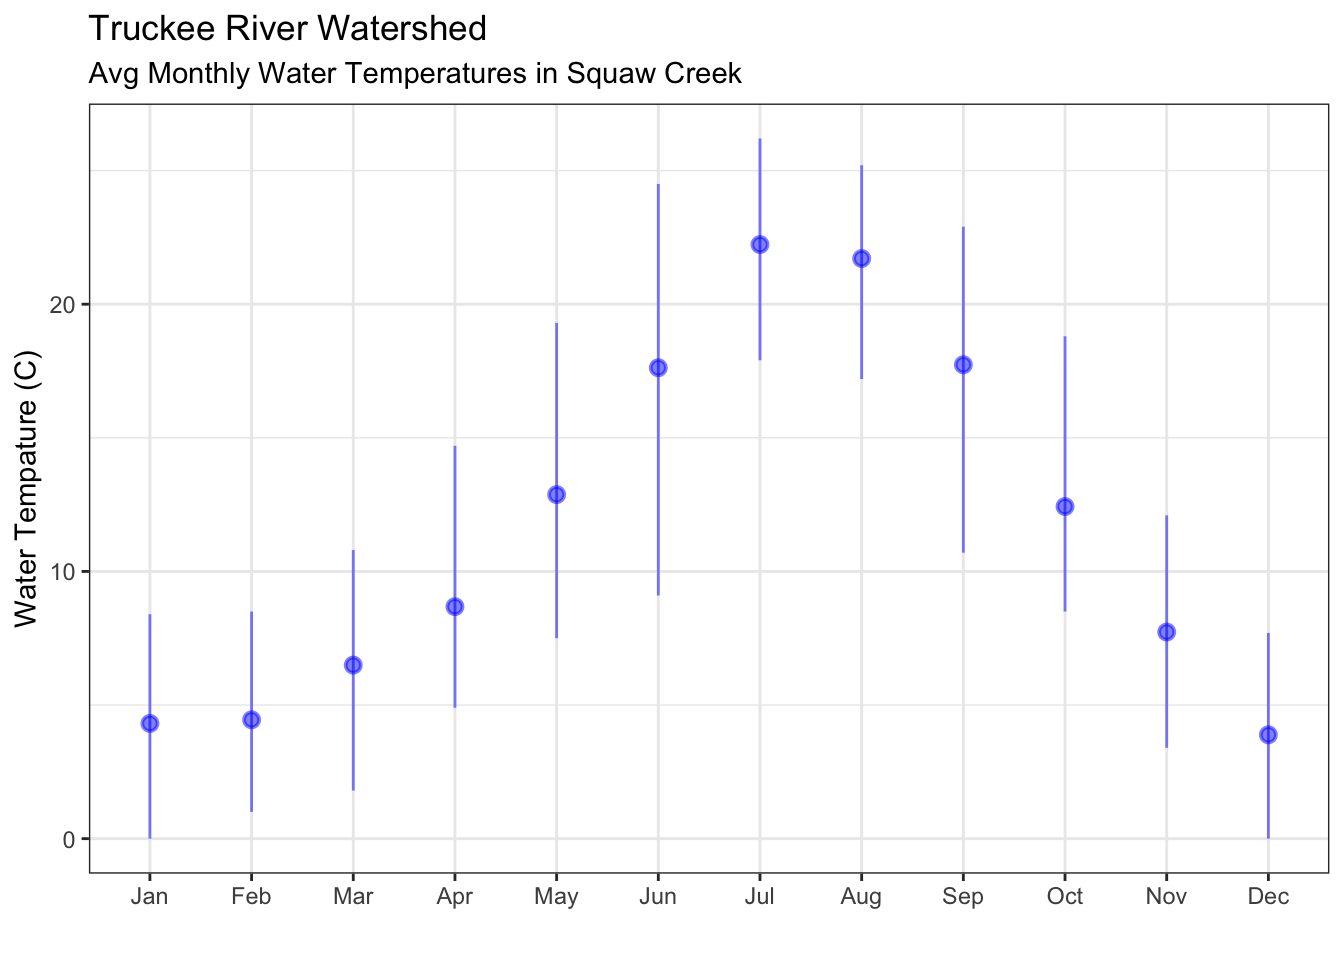 Truckee River Watershed
Avg Monthly Water Temperatures in Squaw Creek
Water Tempature (C)
20
10
0
Jan Feb Mar Apr May Jun Jul Aug Sep Oct Nov Dec